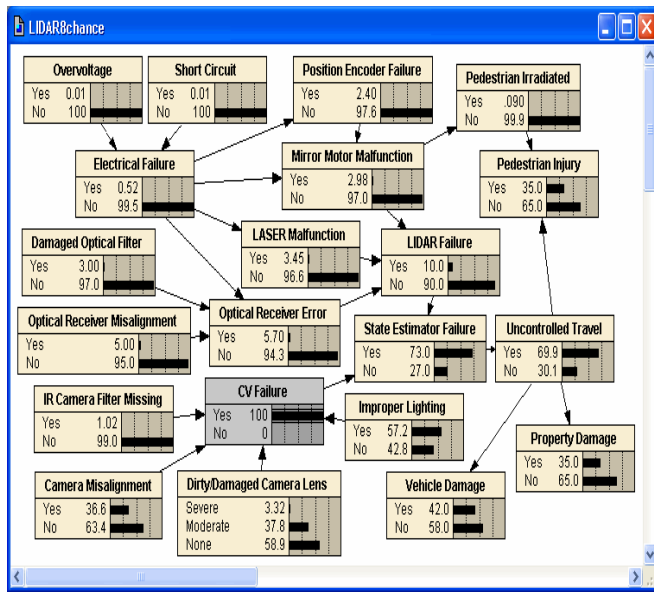 LIDAR8chance
Overvoltage
Yes 0.01
No 100
Short Circuit
Yes 0.01
No 100
Position Encoder Failure
Yes 2.40
No 97.6
Pedestrian Irradiated
Yes .090
No 99.9
Electrical Failure
Yes 0.52
No 99.5
Mirror Motor Malfunction
Yes 2.98
No 97.0
Pedestrian Injury
Yes 35.0
No 65.0
Damaged Optical Filter
Yes 3.00
No 97.0
LASER Malfunction
Yes 3.45
No 96.6
LIDAR Failure
Yes 10.0
No 90.0
Optical Receiver Misalignment
Yes 5.00
No 95.0
Optical Receiver Error
Yes 5.70
No 94.3
State Estimator Failure
Yes 73.0
No 27.0
Uncontrolled Travel
Yes 69.9
No 30.1
IR Camera Filter Missing
Yes 1.02
No 99.0
CV Failure
Yes 100
No 0
Improper Lighting
Yes 57.2
No 42.8
Property Damage
Yes 35.0
No 65.0
Camera Misalignment
Yes 36.6
No 63.4
Dirty/Damaged Camera Lens
Severe 3.32
Moderate 37.8
None 58.9
Vehicle Damage
Yes 42.0
No 58.0